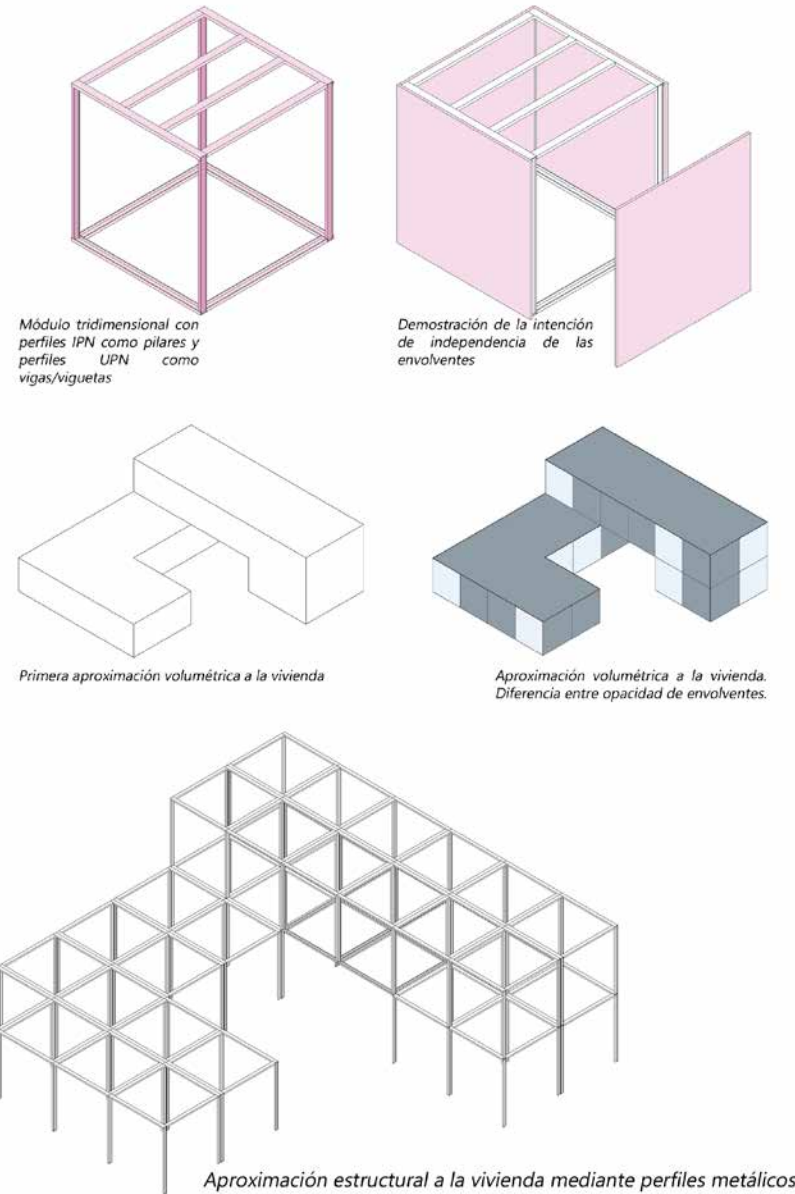 Módulo tridimensional con
perfiles IPN como pilares y
perfiles UPN como
vigas/viguetas
Demostración de la intención
de independencia de las
envolventes
Primera aproximación volumétrica a la vivienda
Aproximación volumétrica a la vivienda.
Diferencia entre opacidad de envolventes.
Aproximación estructural a la vivienda mediante perfiles metálicos